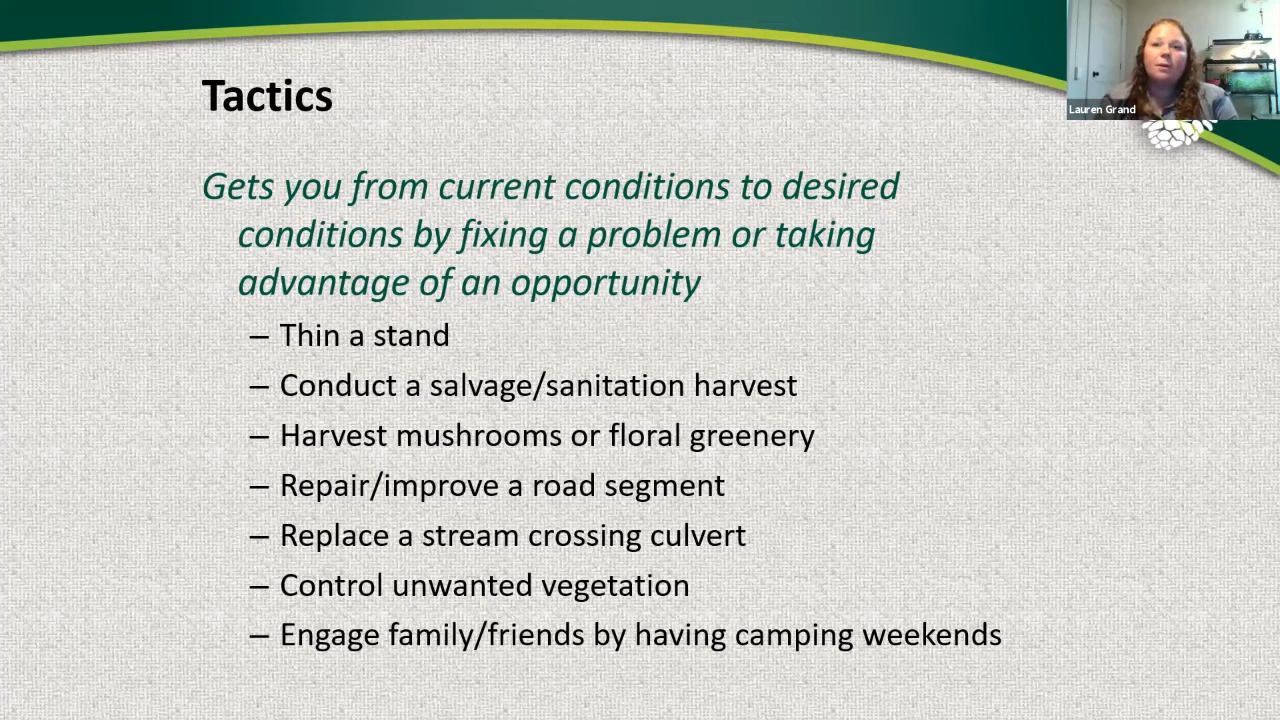 Lauren Grand
Tactics
Gets you from current conditions to desired
conditions by fixing a problem or taking
advantage of an opportunity
– Thin a stand
– Conduct a salvage/sanitation harvest
– Harvest mushrooms or floral greenery
– Repair/improve a road segment
– Replace a stream crossing culvert
– Control unwanted vegetation
– Engage family/friends by having camping weekends